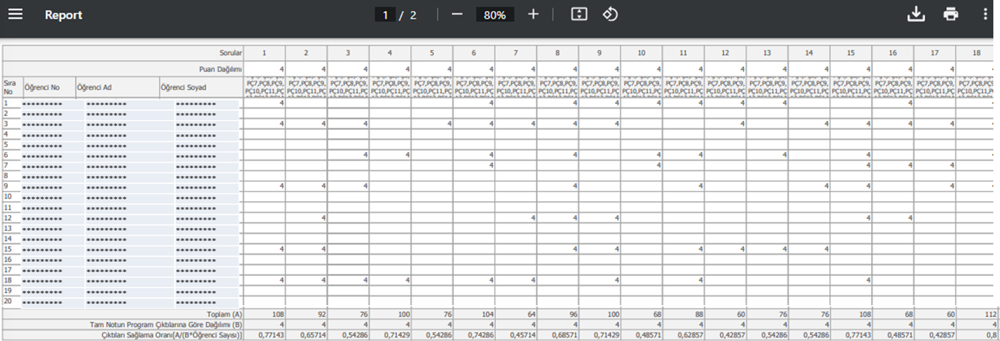 Report 1 / 2 80%
Sorular 1 2 3 4 5 6 7 8 9 10 11 12 13 14 15 16 17 18
Puan Dağılımı 4 4 4 4 4 4 4 4 4 4 4 4 4 4 4 4 4
Sıra No Öğrenci No Öğrenci Ad Öğrenci Soyad
PÇ7,PÇ8,PÇ9, PÇ7,PÇ8,PÇ9, PÇ7,PÇ8,PÇ9, PÇ7,PÇ8,PÇ9, PÇ7,PÇ8,PÇ9, PÇ7,PÇ8,PÇ9, PÇ7,PÇ8,PÇ9, PÇ7,PÇ8,PÇ9, PÇ7,PÇ8,PÇ9, PÇ7,PÇ8,PÇ9, PÇ7,PÇ8,PÇ9, PÇ7,PÇ8,PÇ9, PÇ7,PÇ8,PÇ9, PÇ7,PÇ8,PÇ9, PÇ7,PÇ8,PÇ9, PÇ7,PÇ8,PÇ9, PÇ7,PÇ8,PÇ9, PÇ7,PÇ8,
PÇ10,PÇ11,PÇ PÇ10,PÇ11,PÇ PÇ10,PÇ11,PÇ PÇ10,PÇ11,PÇ PÇ10,PÇ11,PÇ PÇ10,PÇ11,PÇ PÇ10,PÇ11,PÇ PÇ10,PÇ11,PÇ PÇ10,PÇ11,PÇ PÇ10,PÇ11,PÇ PÇ10,PÇ11,PÇ PÇ10,PÇ11,PÇ PÇ10,PÇ11,PÇ PÇ10,PÇ11,PÇ PÇ10,PÇ11,PÇ PÇ10,PÇ11,PÇ PÇ10,PÇ11,PÇ PÇ10,PÇ11,
1 ********* ********* ********* 4 4 4 4 4 4 4 4 4
2 ********* ********* *********
3 ********* ********* ********* 4 4 4 4 4 4 4 4 4 4 4 4 4
4 ********* ********* *********
5 ********* ********* *********
6 ********* ********* ********* 4 4 4 4 4 4 4 4
7 ********* ********* ********* 4 4 4 4 4
8 ********* ********* *********
9 ********* ********* ********* 4 4 4 4 4 4 4 4 4
10 ********* ********* *********
11 ********* ********* *********
12 ********* ********* ********* 4 4 4 4 4 4
13 ********* ********* *********
14 ********* ********* *********
15 ********* ********* ********* 4 4 4 4 4 4 4 4
16 ********* ********* *********
17 ********* ********* *********
18 ********* ********* ********* 4 4 4 4 4 4 4 4 4
19 ********* ********* *********
20 ********* ********* *********
Toplam (A) 108 92 76 100 76 104 64 96 100 68 88 60 76 76 108 68 60 112
Tam Notun Program Çıktılarına Göre Dağılımı (B) 4 4 4 4 4 4 4 4 4 4 4 4 4 4 4 4 4 4
Çıktıları Sağlama Oranı[A/(B*Öğrenci Sayısı)] 0,77143 0,65714 0,54286 0,71429 0,54286 0,74286 0,45714 0,68571 0,71429 0,48571 0,62857 0,42857 0,54286 0,54286 0,77143 0,48571 0,42857 0,8